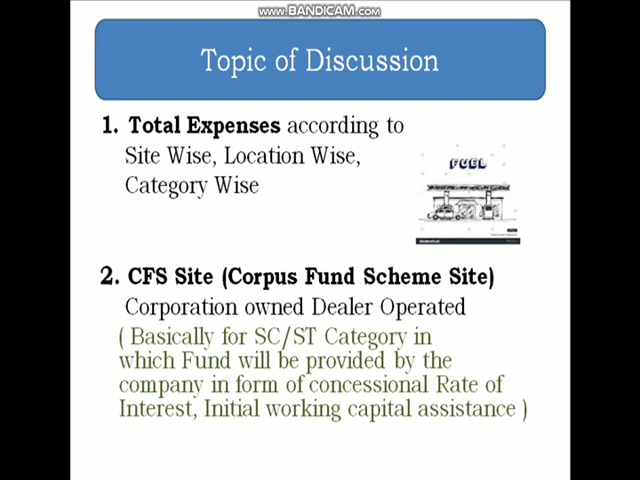 www.BANDICAM.com
Topic of Discussion
1. Total Expenses according to
Site Wise, Location Wise,
Category Wise
FUEL
2. CFS Site (Corpus Fund Scheme Site)
Corporation owned Dealer Operated
( Basically for SC/ST Category in
which Fund will be provided by the
company in form of concessional Rate of
Interest, Initial working capital assistance )